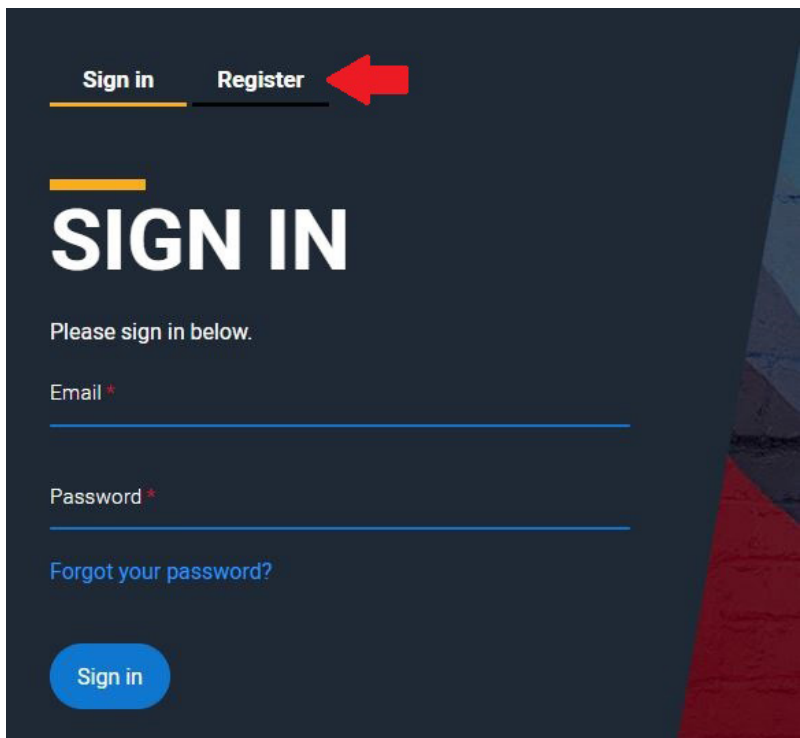 Sign in Register
SIGN IN
Please sign in below.
Email *
Password *
Forgot your password?
Sign in